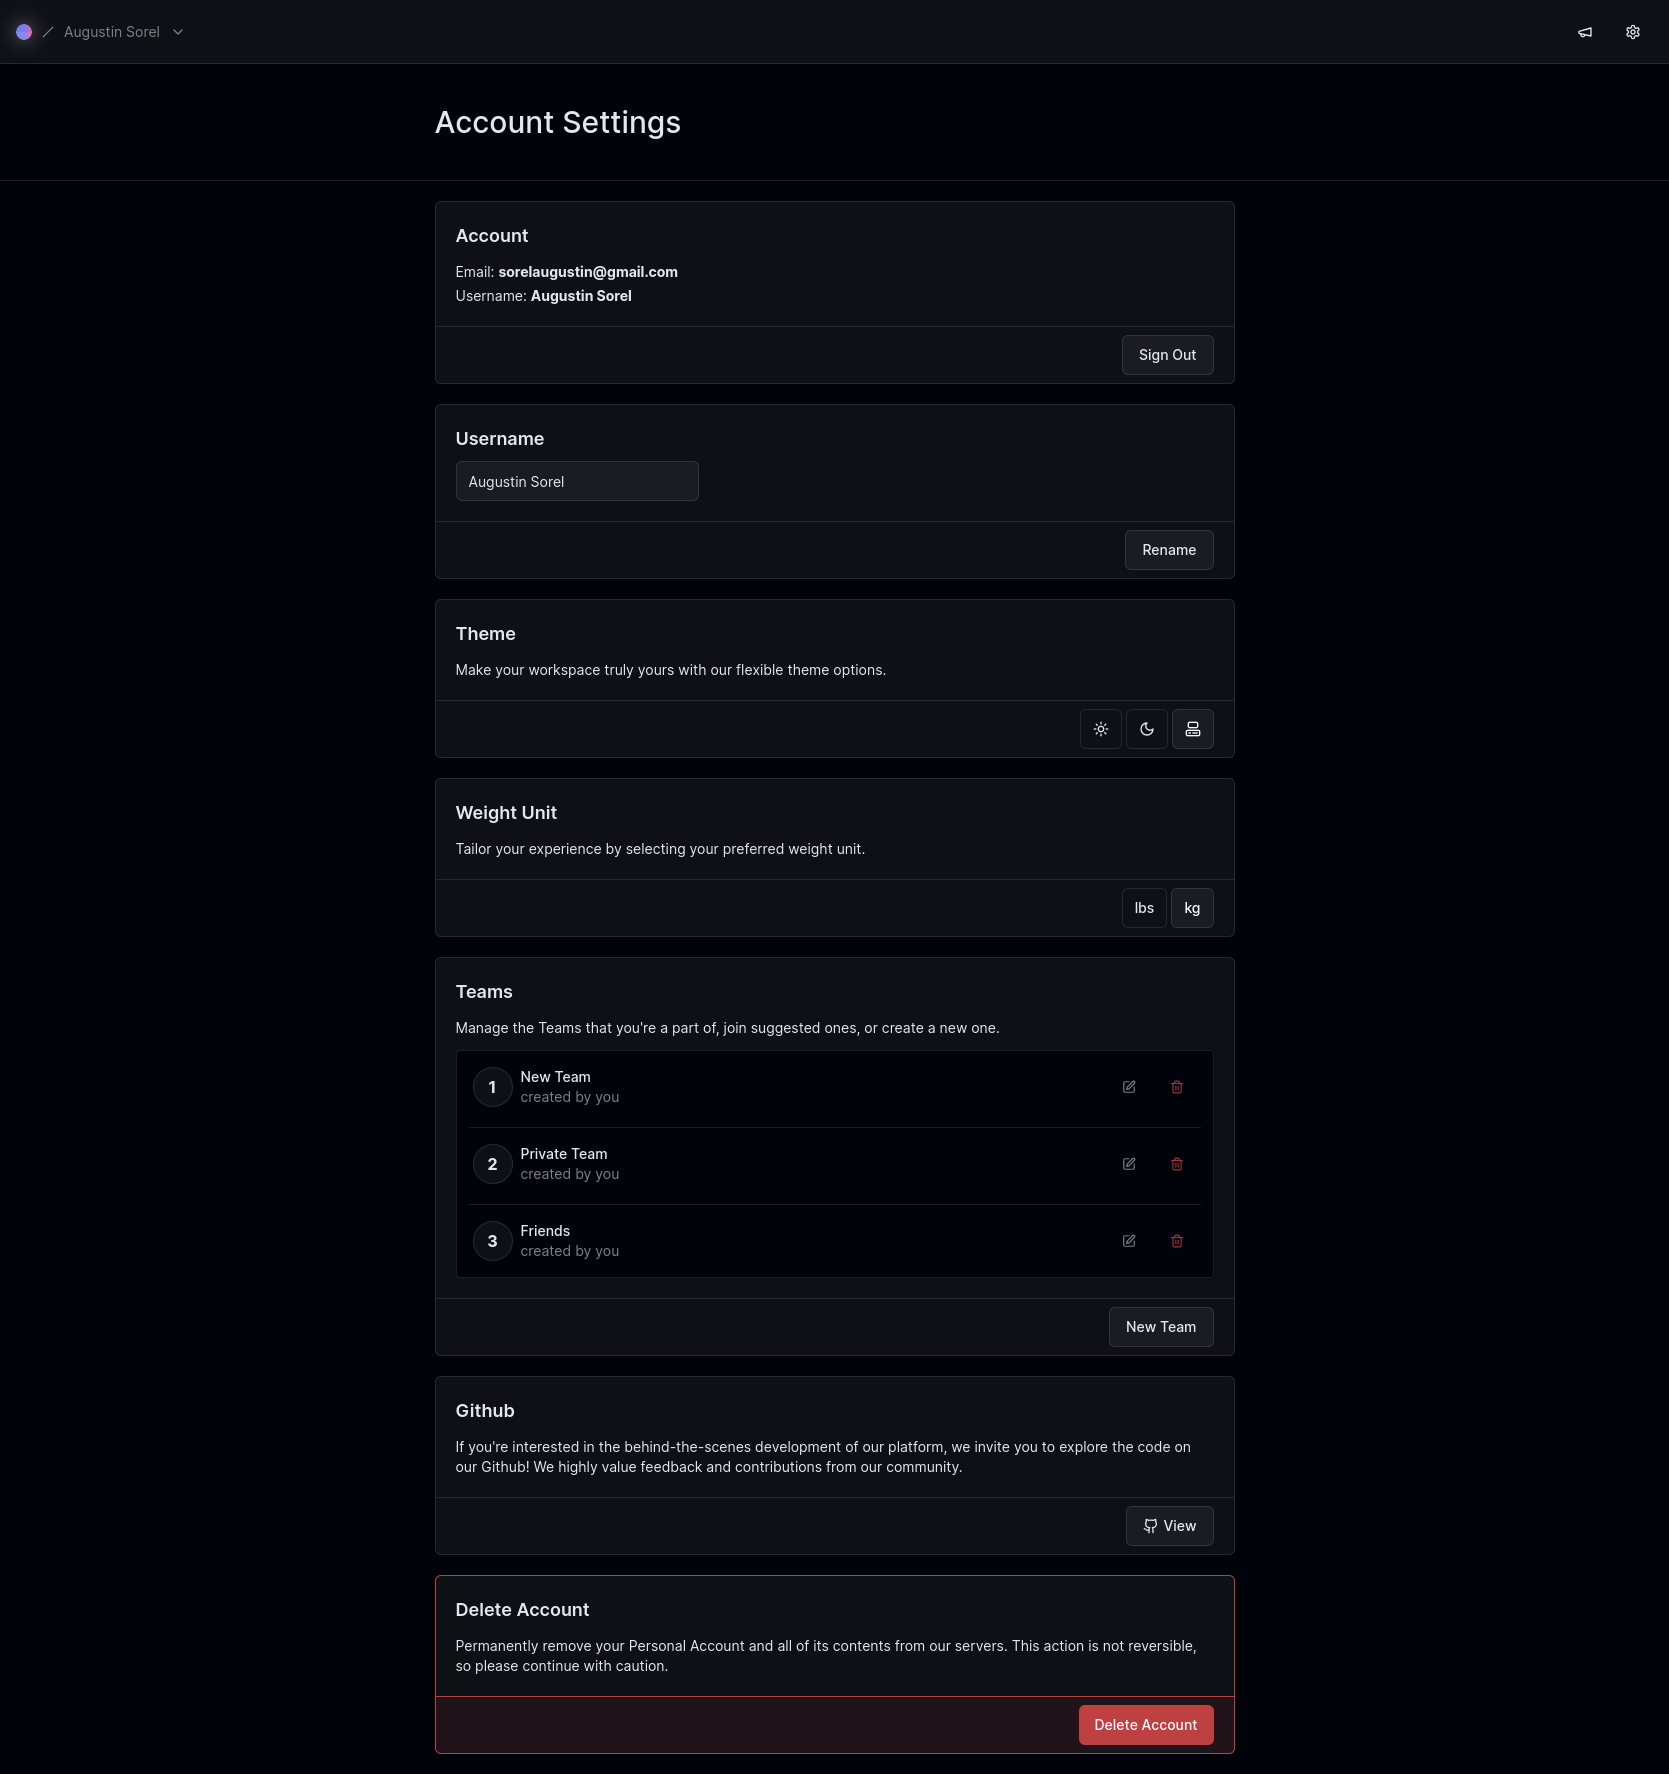 Augustin Sorel
Account Settings
Account
Email: sorelaugustin@gmail.com
Username: Augustin Sorel
Sign Out
Username
Augustin Sorel
Rename
Theme
Make your workspace truly yours with our flexible theme options.
Weight Unit
Tailor your experience by selecting your preferred weight unit.
lbs
kg
Teams
Manage the Teams that you're a part of, join suggested ones, or create a new one.
1
New Team
created by you
2
Private Team
created by you
3
Friends
created by you
New Team
Github
If you're interested in the behind-the-scenes development of our platform, we invite you to explore the code on
our Github! We highly value feedback and contributions from our community.
View
Delete Account
Permanently remove your Personal Account and all of its contents from our servers. This action is not reversible,
so please continue with caution.
Delete Account